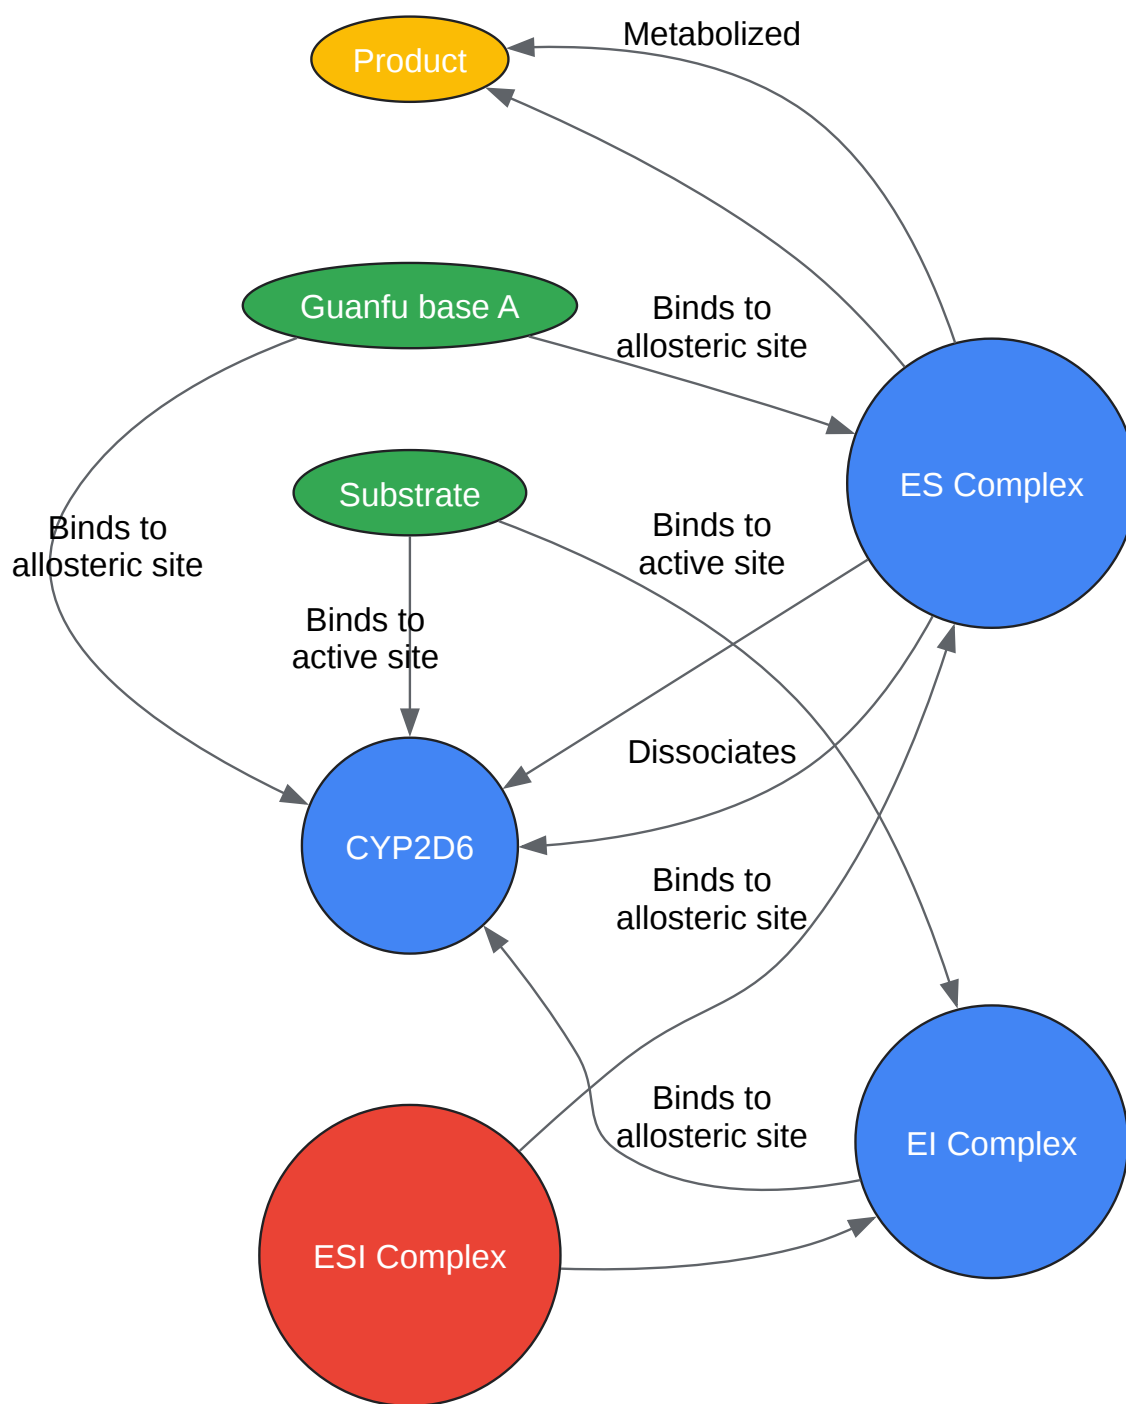 Metabolized
Product
Guanfu base A
Binds to
allosteric site
Substrate
ES Complex
Binds to
active site
Binds to
allosteric site
Binds to
active site
Dissociates
CYP2D6
Binds to
allosteric site
Binds to
allosteric site
EI Complex
ESI Complex